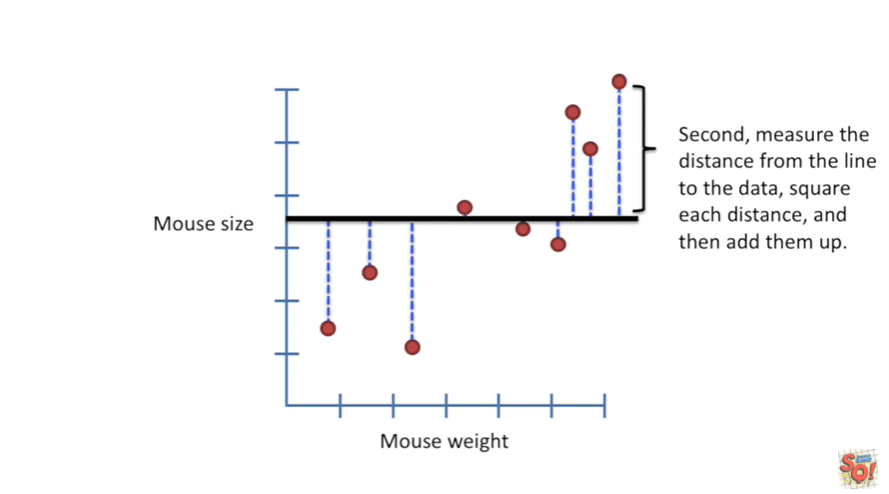 Second, measure the
distance from the line
to the data, square
each distance, and
then add them up.
Mouse size
Mouse weight
SQ!